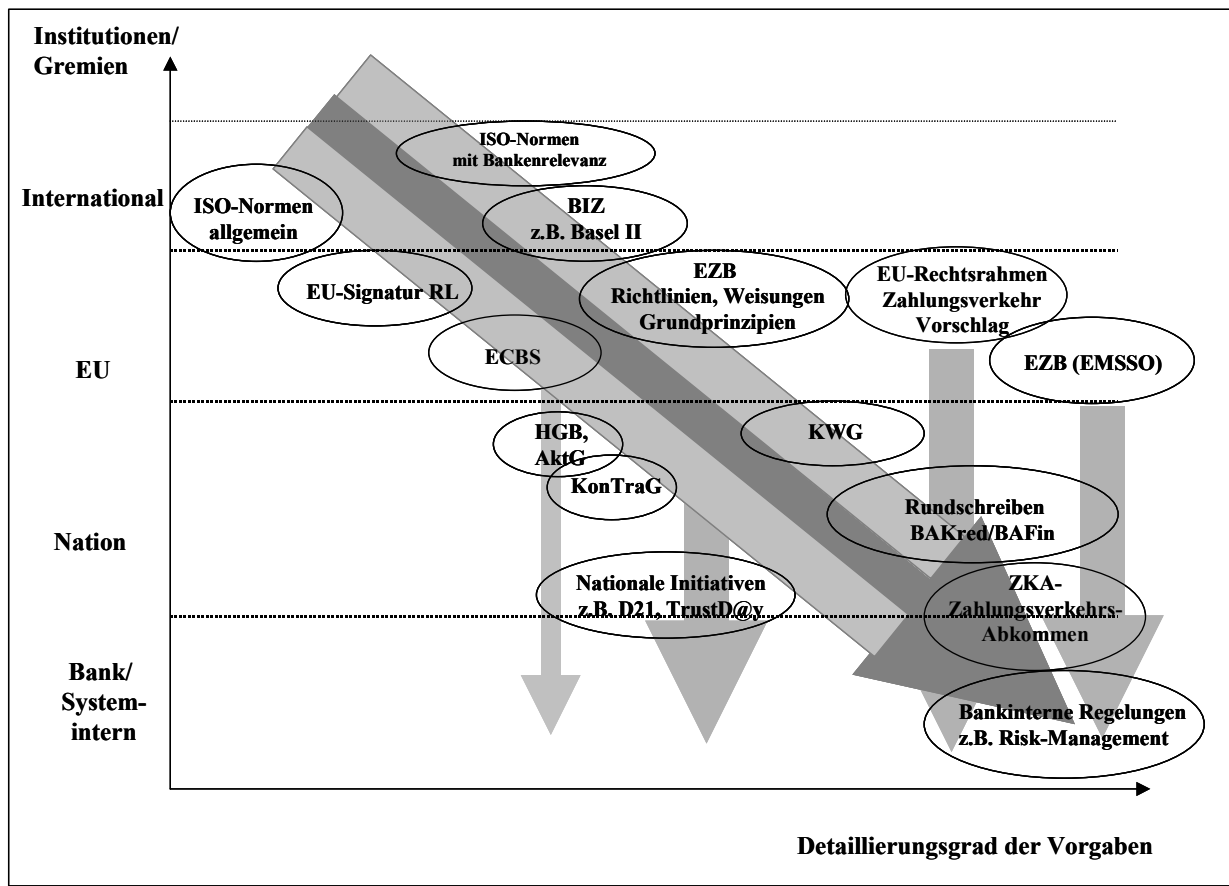 Institutionen/
Gremien
ISO-Normen
mit Bankenrelevanz
International
ISO-Normen
allgemein
BIZ
z.B. Basel II
EU-Signatur RL
EZB
Richtlinien, Weisungen
Grundprinzipien
EU-Rechtsrahmen
Zahlungsverkehr
Vorschlag
ECBS
EZB (EMSSO)
EU
HGB,
AktG
KWG
KonTraG
Rundschreiben
BAKred/BAFin
Nation
Nationale Initiativen
z.B. D21, TrustD@y
ZKA-
Zahlungsverkehrs-
Abkommen
Bank/
System-
intern
Bankinterne Regelungen
z.B. Risk-Management
Detaillierungsgrad der Vorgaben